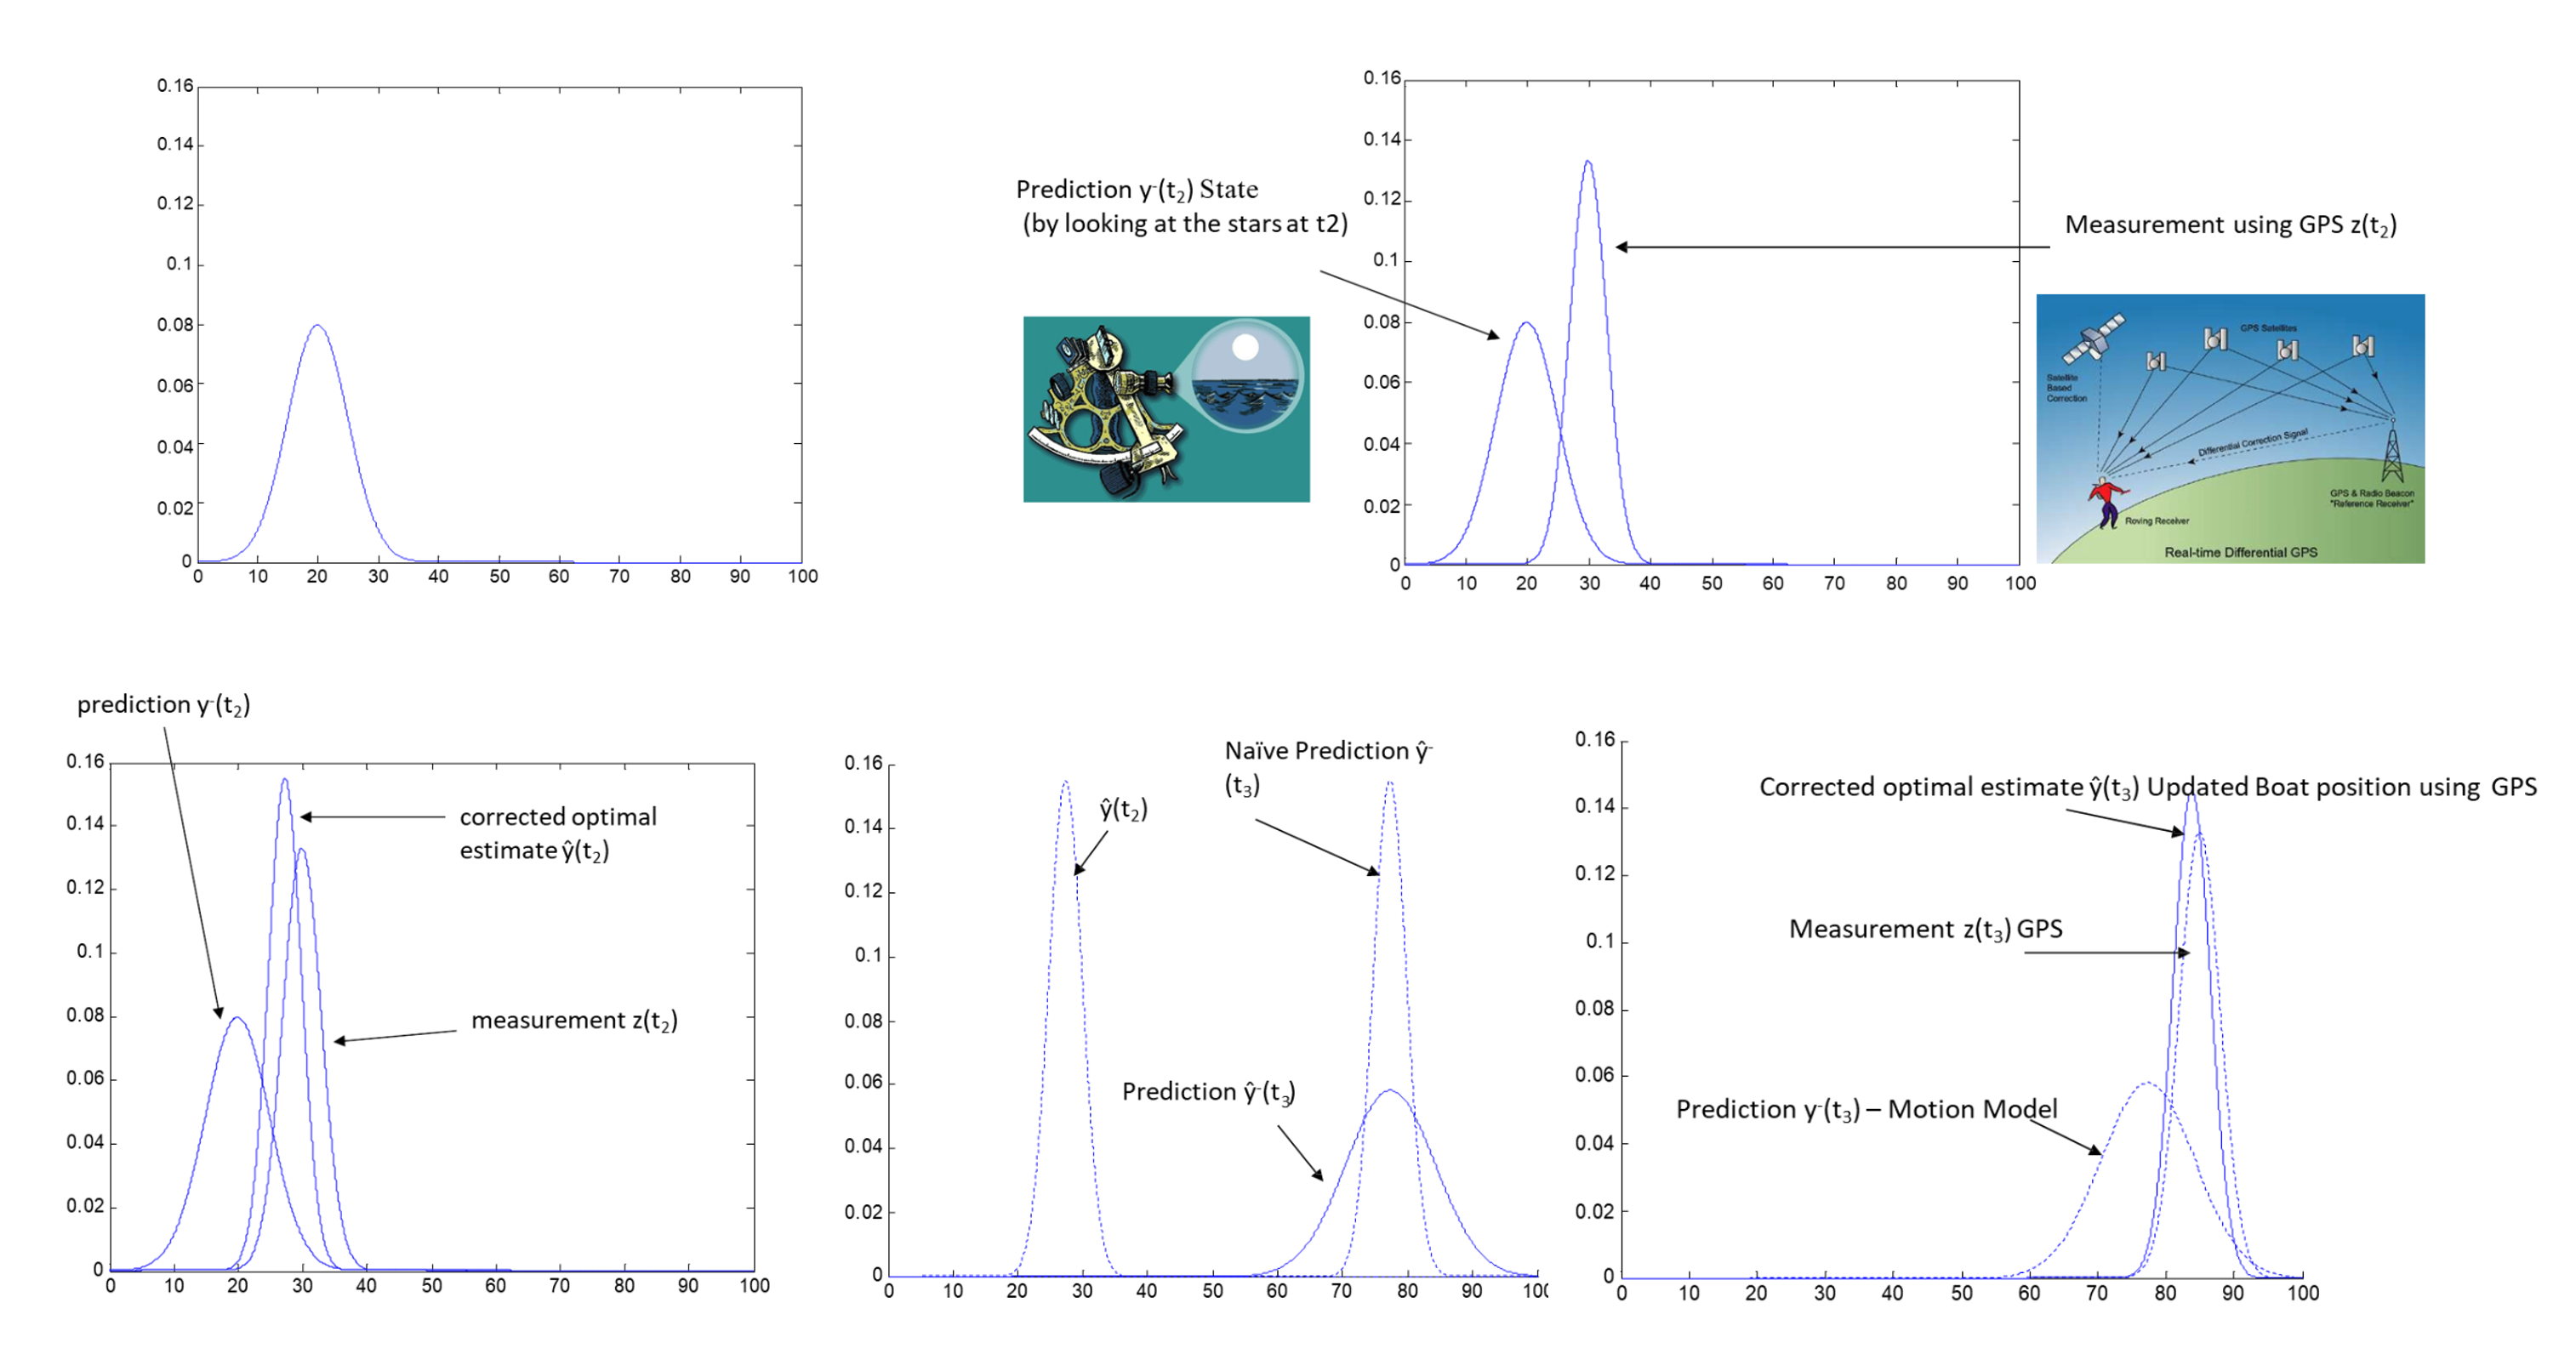 0.16
0.14
0.12
0.1
0.08
0.06
0.04
0.02
0
0 10 20 30 40 50 60 70 80 90 100
Prediction y⁻(t₂) State
(by looking at the stars at t2)
0.16
0.14
0.12
0.1
0.08
0.06
0.04
0.02
0
0 10 20 30 40 50 60 70 80 90 100
Measurement using GPS z(t₂)
GPS Satellites
Satellite
Based
Correction
Differential Correction Signal
GPS & Radio Beacon
"Reference Receiver"
Roving Receiver
Real-time Differential GPS
prediction y⁻(t₂)
0.16
0.14
0.12
0.1
0.08
0.06
0.04
0.02
0
0 10 20 30 40 50 60 70 80 90 100
corrected optimal
estimate ŷ(t₂)
measurement z(t₂)
0.16
0.14
0.12
0.1
0.08
0.06
0.04
0.02
0
0 10 20 30 40 50 60 70 80 90 100
ŷ(t₂)
Naïve Prediction ŷ⁻
(t₃)
Prediction ŷ⁻(t₃)
0.16
0.14
0.12
0.1
0.08
0.06
0.04
0.02
0
0 10 20 30 40 50 60 70 80 90 100
Corrected optimal estimate ŷ(t₃) Updated Boat position using GPS
Measurement z(t₃) GPS
Prediction y⁻(t₃) – Motion Model